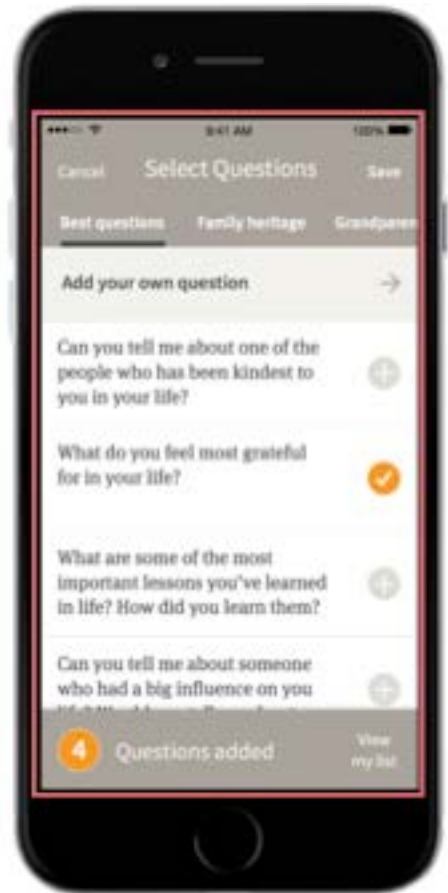 9:41 AM 100%
Cancel Select Questions Save
Best questions Family heritage Grandparen
Add your own question
Can you tell me about one of the
people who has been kindest to
you in your life?
What do you feel most grateful
for in your life?
What are some of the most
important lessons you've learned
in life? How did you learn them?
Can you tell me about someone
who had a big influence on you
4 Questions added View
my list